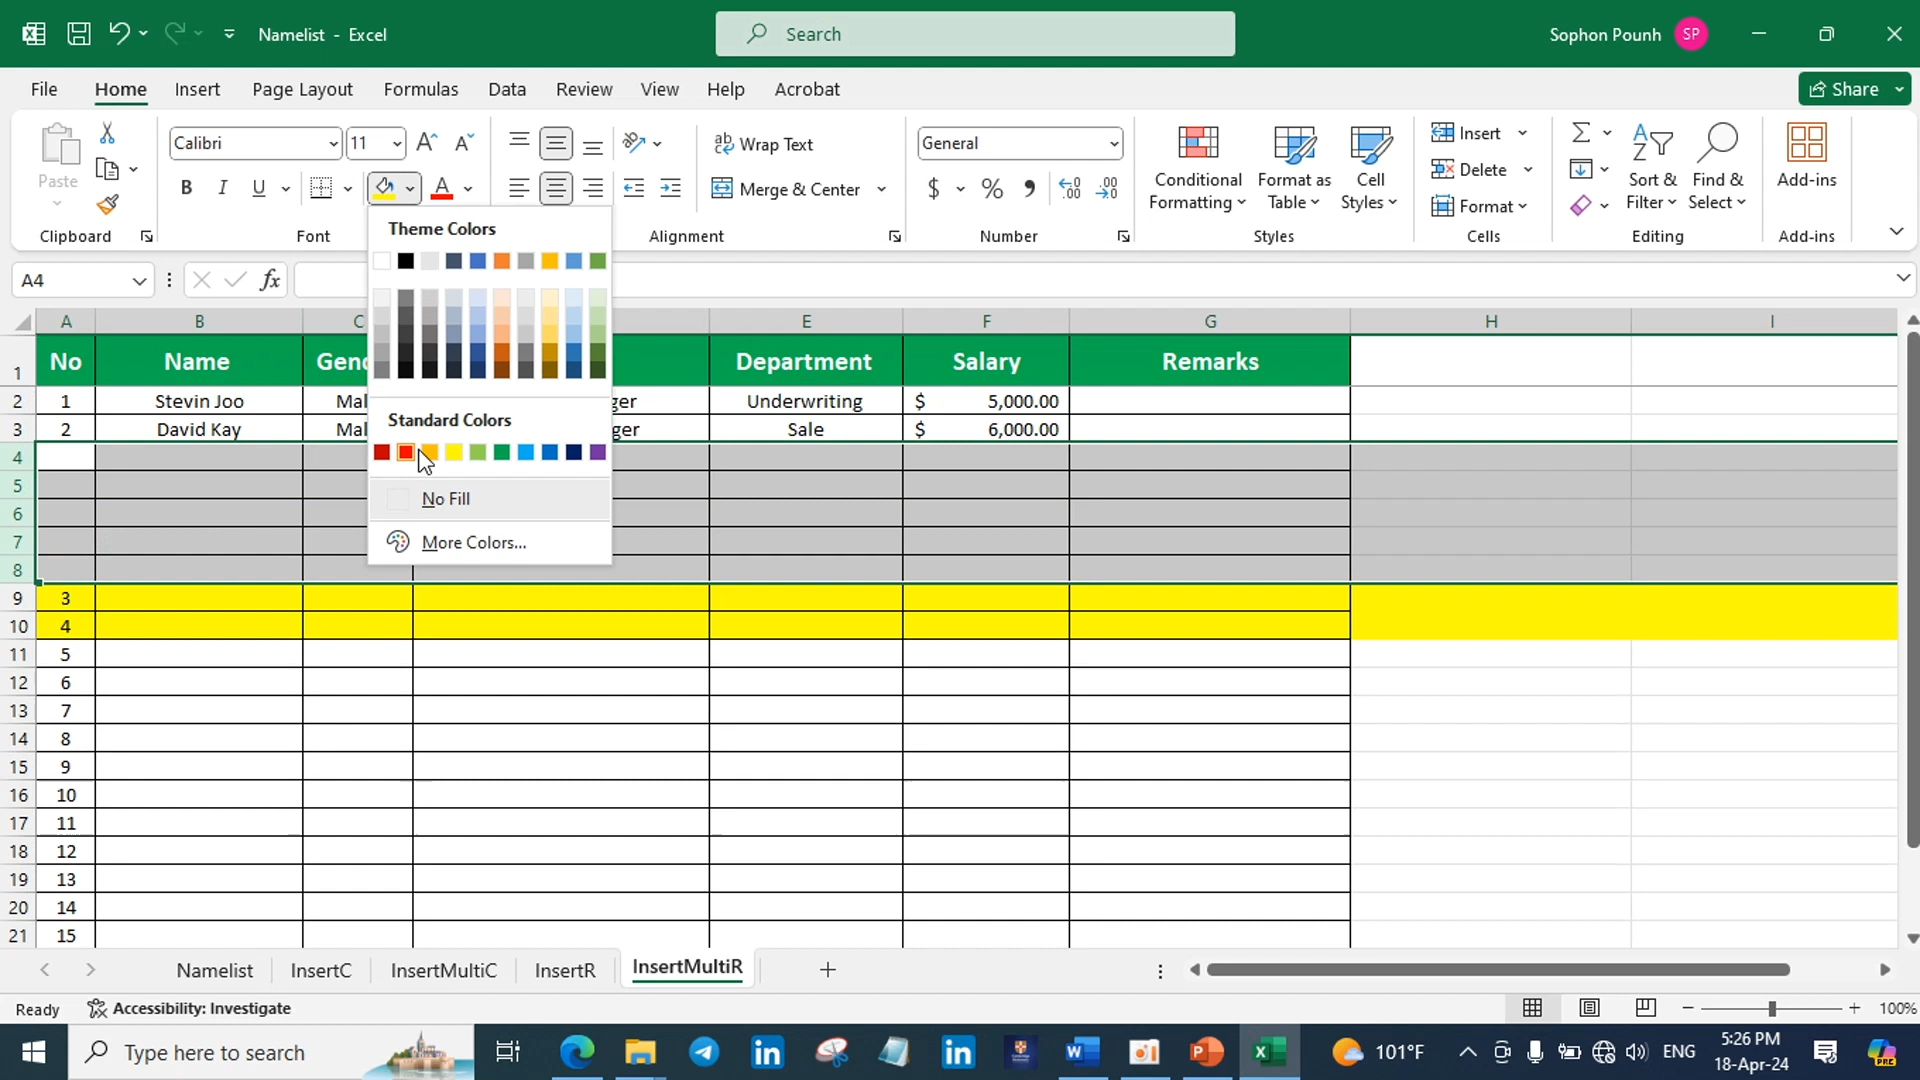 Namelist - Excel
Search
Sophon Pounh
SP
File Home Insert Page Layout Formulas Data Review View Help Acrobat
Share
Paste
Calibri
11
B I U
A
Wrap Text
Merge & Center
General
$ % 9
Conditional Formatting
Format as Table
Cell Styles
Insert
Delete
Format
Sort & Filter
Find & Select
Add-ins
Clipboard
Font
Alignment
Number
Styles
Cells
Editing
Add-ins
Theme Colors
Standard Colors
No Fill
More Colors...
A4
fx
A B C E F G H I
1 No Name Gend Department Salary Remarks
2 1 Stevin Joo Mal ger Underwriting $ 5,000.00
3 2 David Kay Mal ger Sale $ 6,000.00
4
5
6
7
8
9 3
10 4
11 5
12 6
13 7
14 8
15 9
16 10
17 11
18 12
19 13
20 14
21 15
Namelist InsertC InsertMultiC InsertR InsertMultiR
Ready
Accessibility: Investigate
100%
Type here to search
101°F
ENG
5:26 PM
18-Apr-24